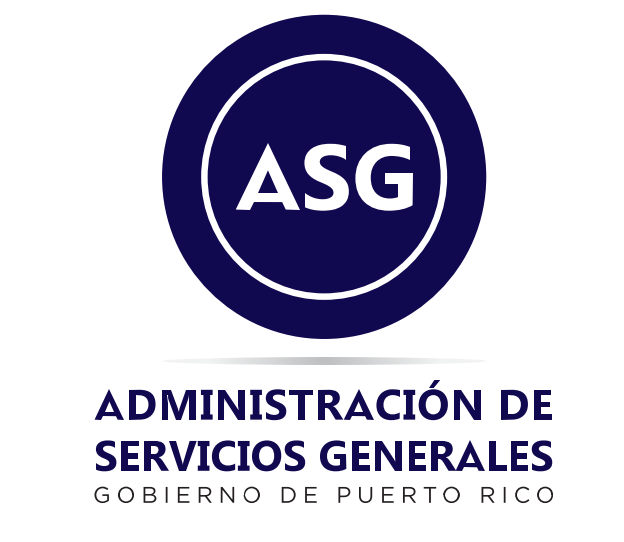 ASG
ADMINISTRACIÓN DE
SERVICIOS GENERALES
GOBIERNO DE PUERTO RICO